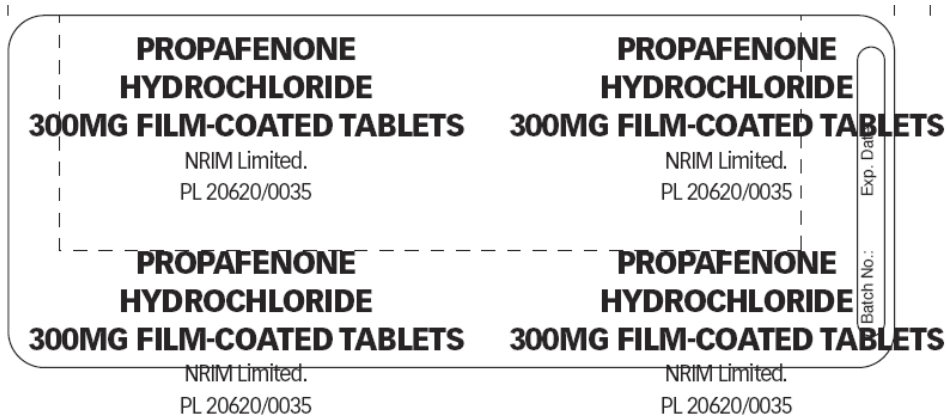 PROPAFENONE
HYDROCHLORIDE
300MG FILM-COATED TABLETS
NRIM Limited.
PL 20620/0035
PROPAFENONE
HYDROCHLORIDE
300MG FILM-COATED TABLETS
NRIM Limited.
PL 20620/0035
Batch No.: Exp. Date:
PROPAFENONE
HYDROCHLORIDE
300MG FILM-COATED TABLETS
NRIM Limited.
PL 20620/0035
PROPAFENONE
HYDROCHLORIDE
300MG FILM-COATED TABLETS
NRIM Limited.
PL 20620/0035